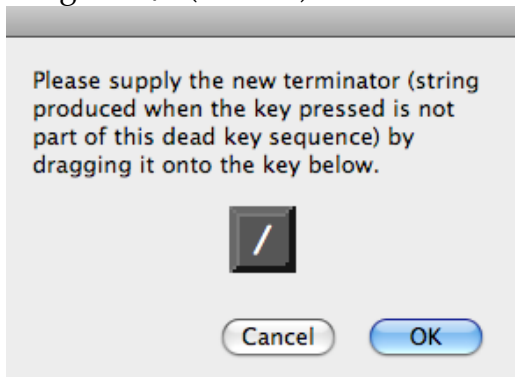 Please supply the new terminator (string
produced when the key pressed is not
part of this dead key sequence) by
dragging it onto the key below.
/
Cancel
OK